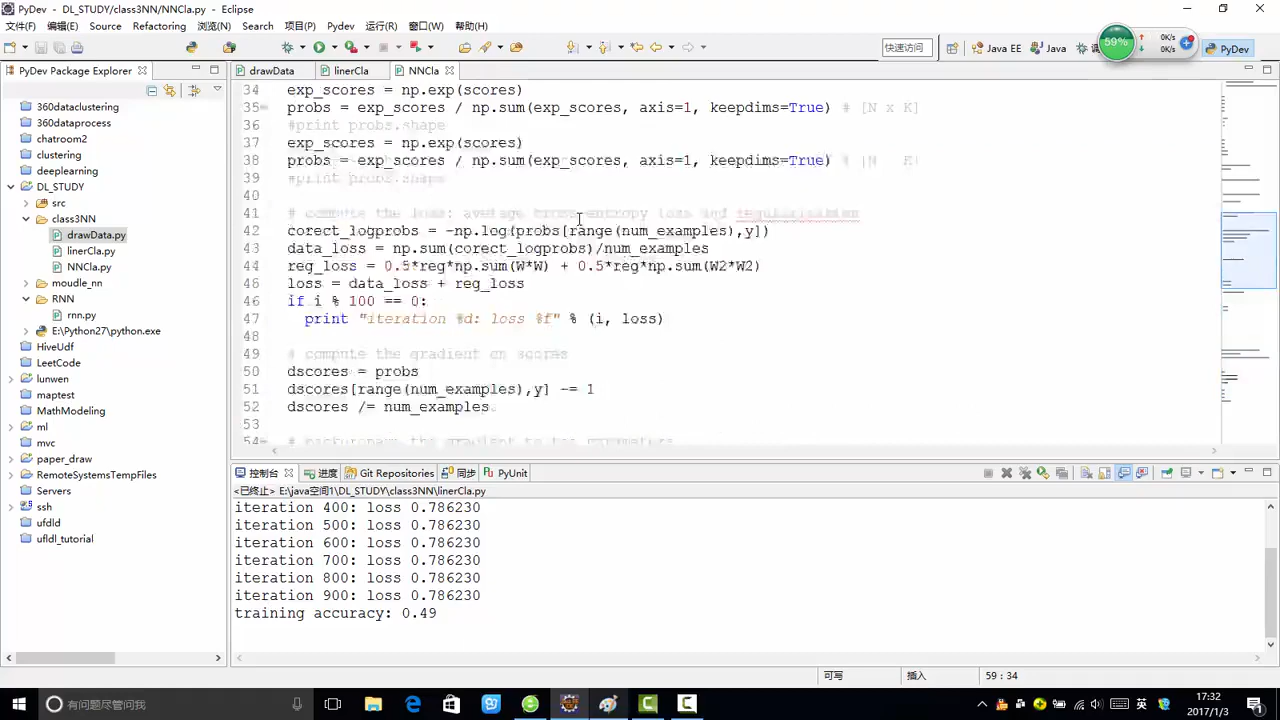 PyDev - DL_STUDY/class3NN/NNCla.py - Eclipse
文件(F) 编辑(E) Source Refactoring 浏览(N) Search 项目(P) Pydev 运行(R) 窗口(W) 帮助(H)
快速访问 Java EE Java PyDev
59% 0K/s
0K/s
PyDev Package Explorer
360dataclustering
360dataprocess
chatroom2
clustering
deeplearning
DL_STUDY
src
class3NN
drawData.py
linerCla.py
NNCla.py
moudle_nn
RNN
rnn.py
E:\Python27\python.exe
HiveUdf
LeetCode
lunwen
maptest
MathModeling
ml
mvc
paper_draw
RemoteSystemsTempFiles
Servers
ssh
ufdld
ufldl_tutorial
drawData linerCla NNCla
34 exp_scores = np.exp(scores)
35 probs = exp_scores / np.sum(exp_scores, axis=1, keepdims=True) # [N x K]
36 #print probs.shape
37 exp_scores = np.exp(scores)
38 probs = exp_scores / np.sum(exp_scores, axis=1, keepdims=True)
39 #print probs.shape
40
41 # compute the loss: average cross-entropy loss and regularization
42 corect_logprobs = -np.log(probs[range(num_examples),y])
43 data_loss = np.sum(corect_logprobs)/num_examples
44 reg_loss = 0.5*reg*np.sum(W*W) + 0.5*reg*np.sum(W2*W2)
45 loss = data_loss + reg_loss
46 if i % 100 == 0:
47 print "iteration %d: loss %f" % (i, loss)
48
49 # compute the gradient on scores
50 dscores = probs
51 dscores[range(num_examples),y] -= 1
52 dscores /= num_examples
53
54 # backpropate the gradient to the parameters
控制台 进度 Git Repositories 同步 PyUnit
<已终止> E:\java空间1\DL_STUDY\class3NN\linerCla.py
iteration 400: loss 0.786230
iteration 500: loss 0.786230
iteration 600: loss 0.786230
iteration 700: loss 0.786230
iteration 800: loss 0.786230
iteration 900: loss 0.786230
training accuracy: 0.49
可写 插入 59 : 34
有问题尽管问我
英
17:32
2017/1/3